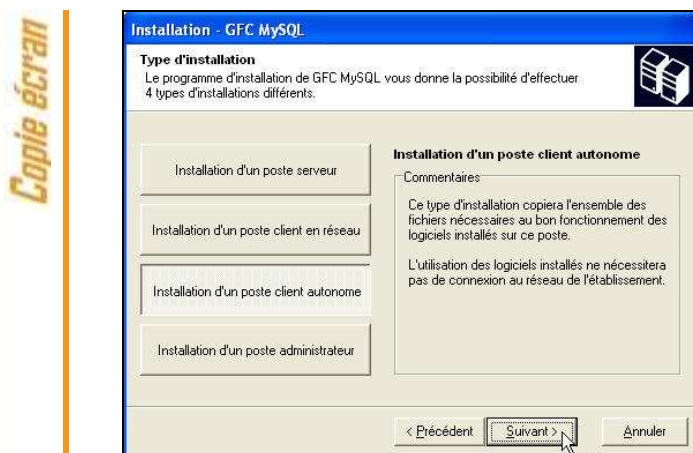 Copie écran
Installation - GFC MySQL
Type d'installation
Le programme d'installation de GFC MySQL vous donne la possibilité d'effectuer
4 types d'installations différents.
Installation d'un poste serveur
Installation d'un poste client en réseau
Installation d'un poste client autonome
Installation d'un poste administrateur
Installation d'un poste client autonome
Commentaires
Ce type d'installation copiera l'ensemble des
fichiers nécessaires au bon fonctionnement des
logiciels installés sur ce poste.
L'utilisation des logiciels installés ne nécessitera
pas de connexion au réseau de l'établissement.
< Précédent
Suivant >
Annuler